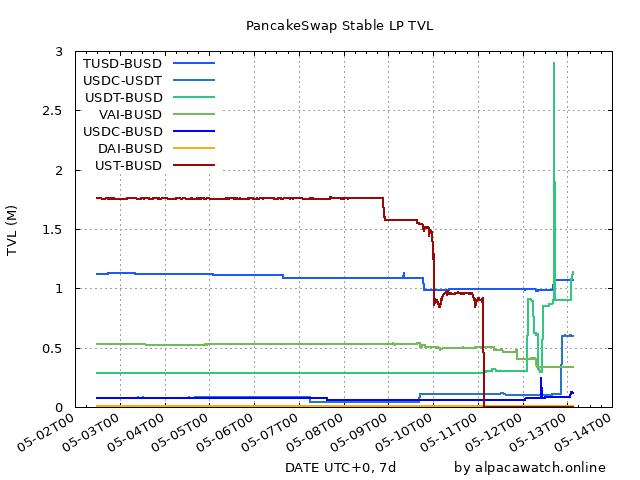 PancakeSwap Stable LP TVL
TVL (M)
3
2.5
2
1.5
1
0.5
0
TUSD-BUSD
USDC-USDT
USDT-BUSD
VAI-BUSD
USDC-BUSD
DAI-BUSD
UST-BUSD
05-02T00
05-03T00
05-04T00
05-05T00
05-06T00
05-07T00
05-08T00
05-09T00
05-10T00
05-11T00
05-12T00
05-13T00
05-14T00
DATE UTC+0, 7d
by alpacawatch.online